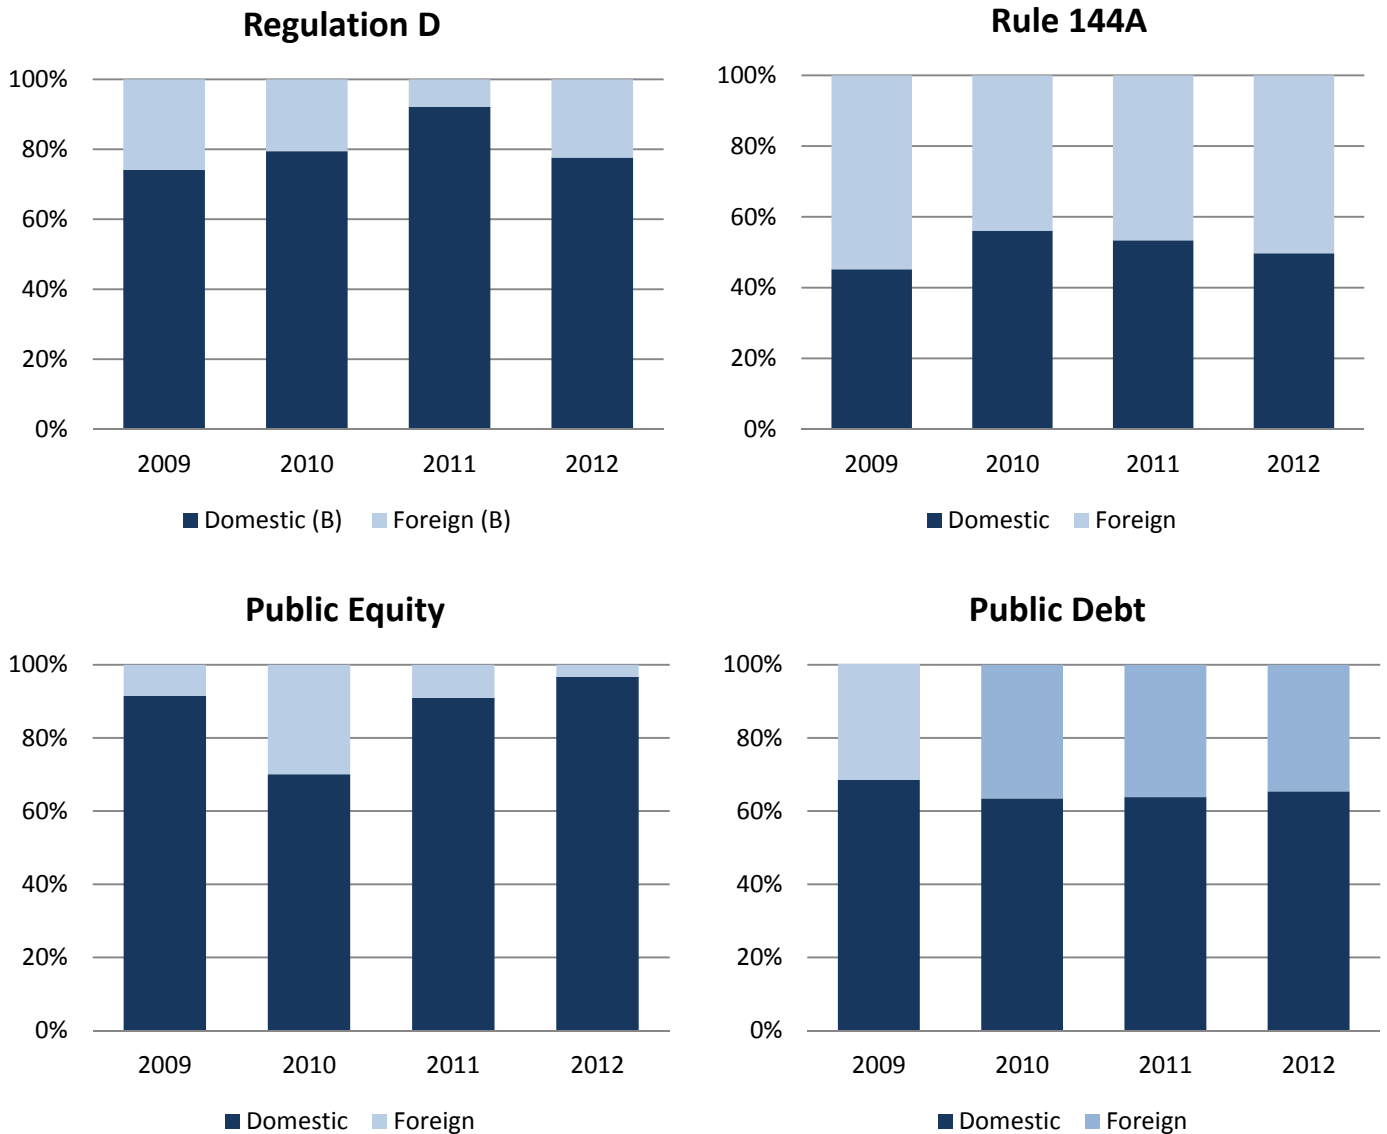 Regulation D
100%
80%
60%
40%
20%
0%
2009 2010 2011 2012
Domestic (B) Foreign (B)
Rule 144A
100%
80%
60%
40%
20%
0%
2009 2010 2011 2012
Domestic Foreign
Public Equity
100%
80%
60%
40%
20%
0%
2009 2010 2011 2012
Domestic Foreign
Public Debt
100%
80%
60%
40%
20%
0%
2009 2010 2011 2012
Domestic Foreign